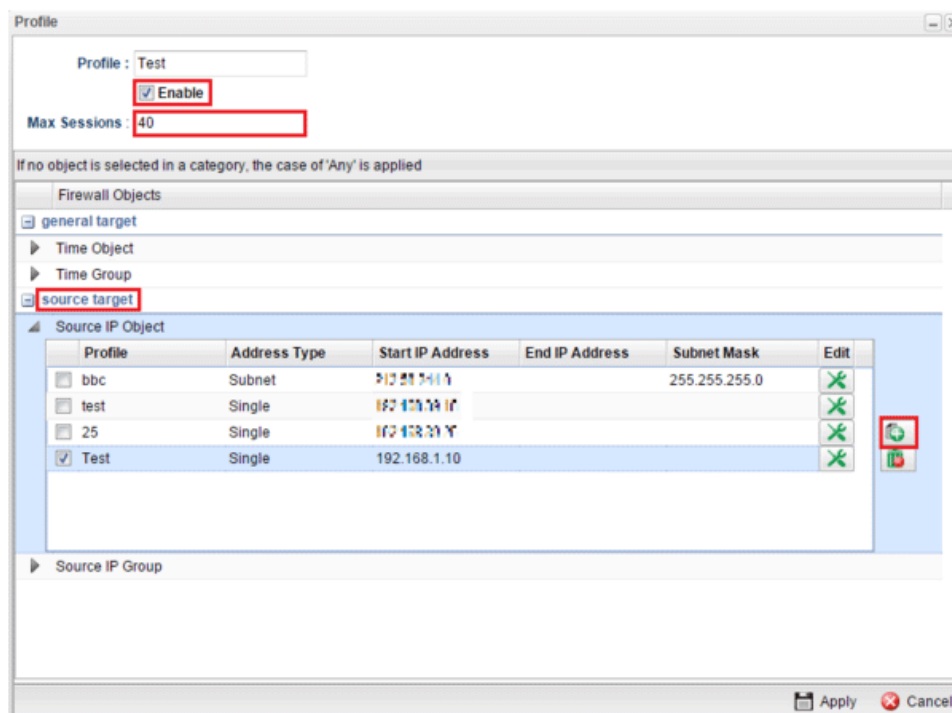 Profile
Profile : Test
Enable
Max Sessions : 40
If no object is selected in a category, the case of 'Any' is applied
Firewall Objects
general target
Time Object
Time Group
source target
Source IP Object
Profile Address Type Start IP Address End IP Address Subnet Mask Edit
bbc Subnet 255.255.255.0
test Single
25 Single
Test Single 192.168.1.10
Source IP Group
Apply Cancel